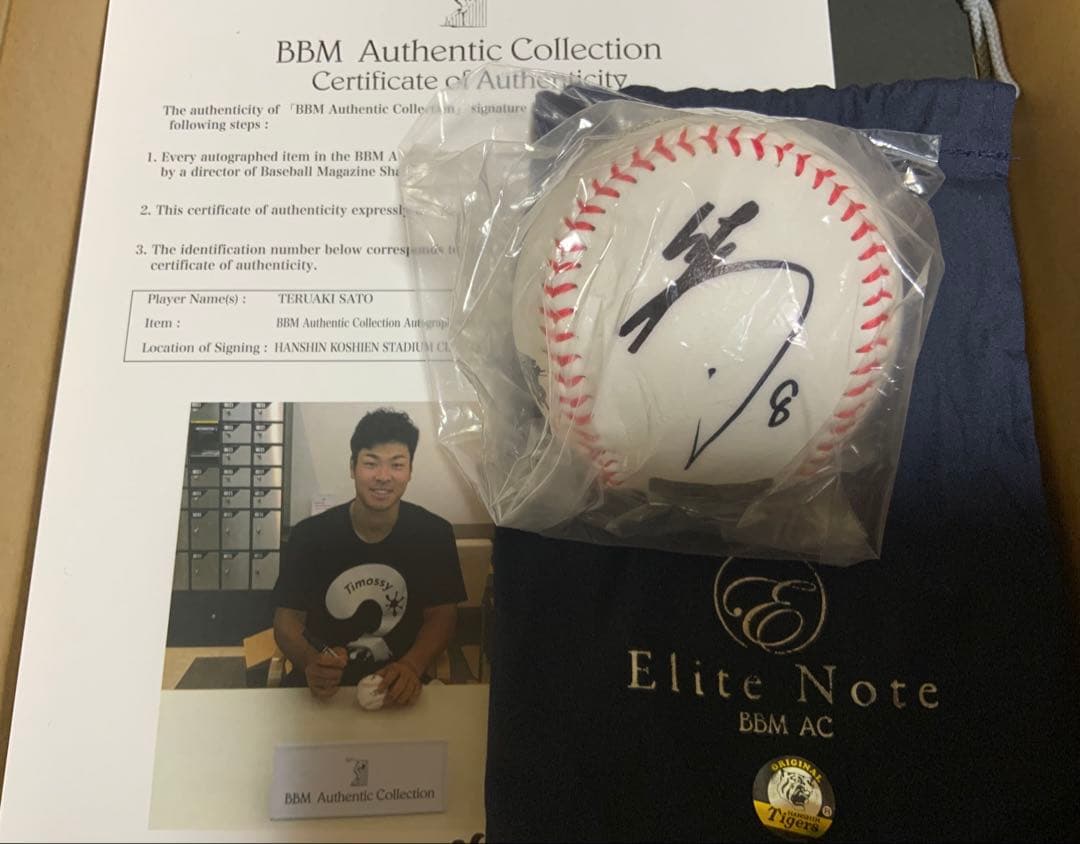 BBM Authentic Collection
Certificate of Authenticity
The authenticity of 「BBM Authentic Collection」 signature
following steps :
1. Every autographed item in the BBM A
by a director of Baseball Magazine Sha
2. This certificate of authenticity expressly
3. The identification number below corresponds to
certificate of authenticity.
Player Name(s) : TERUAKI SATO
Item : BBM Authentic Collection Autograp
Location of Signing : HANSHIN KOSHIEN STADIUM CL
8
Timossy
BBM Authentic Collection
E
Elite Note
BBM AC
ORIGINAL
HANSHIN
Tigers